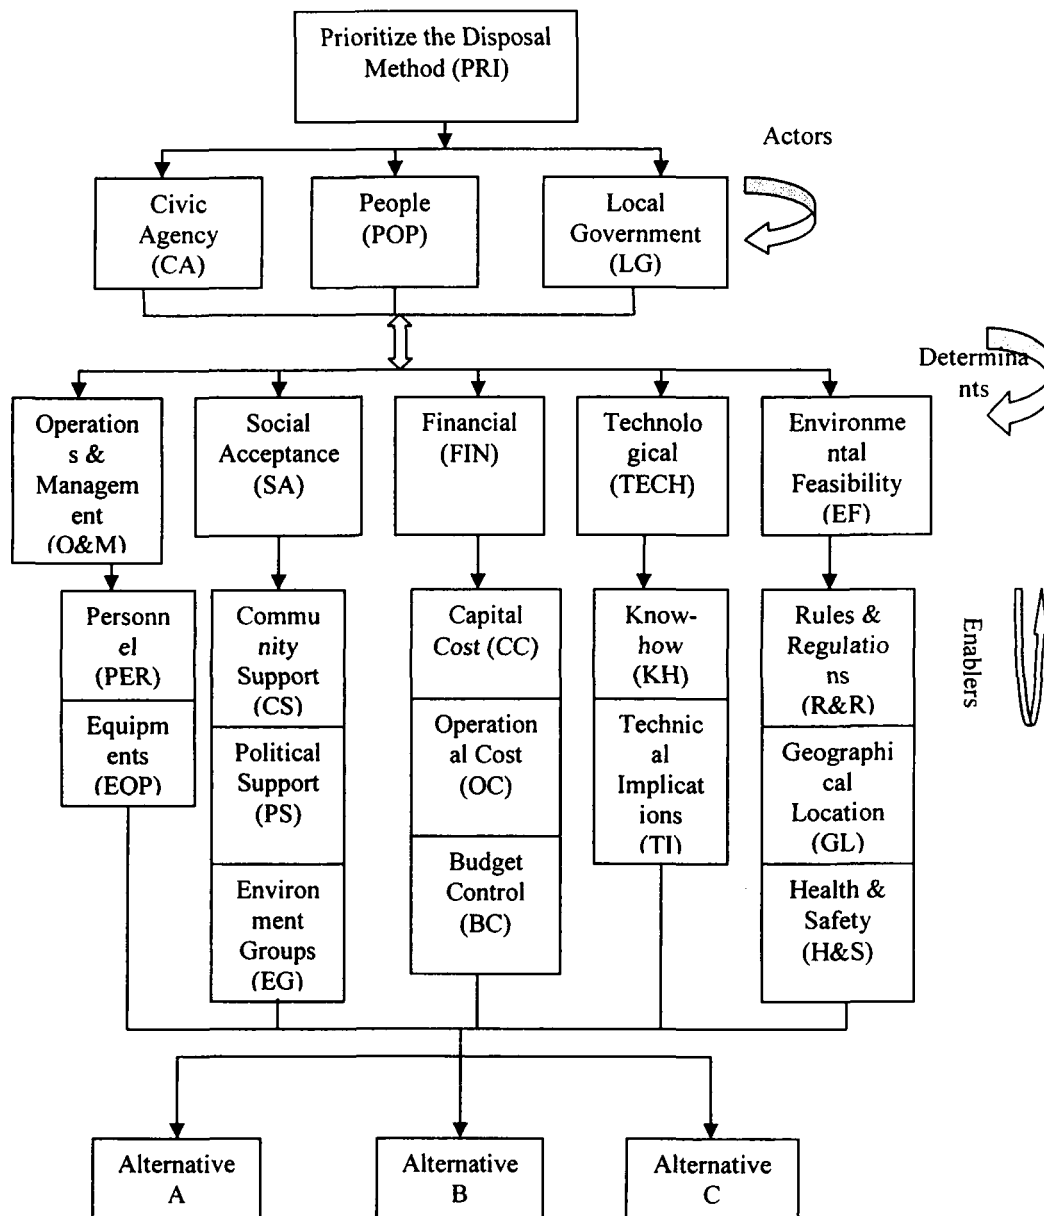 Prioritize the Disposal
Method (PRI)
Actors
Civic
Agency
(CA)
People
(POP)
Local
Government
(LG)
Determina
nts
Operation
s &
Managem
ent
(O&M)
Social
Acceptance
(SA)
Financial
(FIN)
Technolo
gical
(TECH)
Environme
ntal
Feasibility
(EF)
Personn
el
(PER)
Equipm
ents
(EQP)
Commu
nity
Support
(CS)
Political
Support
(PS)
Environ
ment
Groups
(EG)
Capital
Cost (CC)
Operation
al Cost
(OC)
Budget
Control
(BC)
Know-
how
(KH)
Technic
al
Implicat
ions
(TI)
Rules &
Regulatio
ns
(R&R)
Geographi
cal
Location
(GL)
Health &
Safety
(H&S)
Enablers
Alternative
A
Alternative
B
Alternative
C